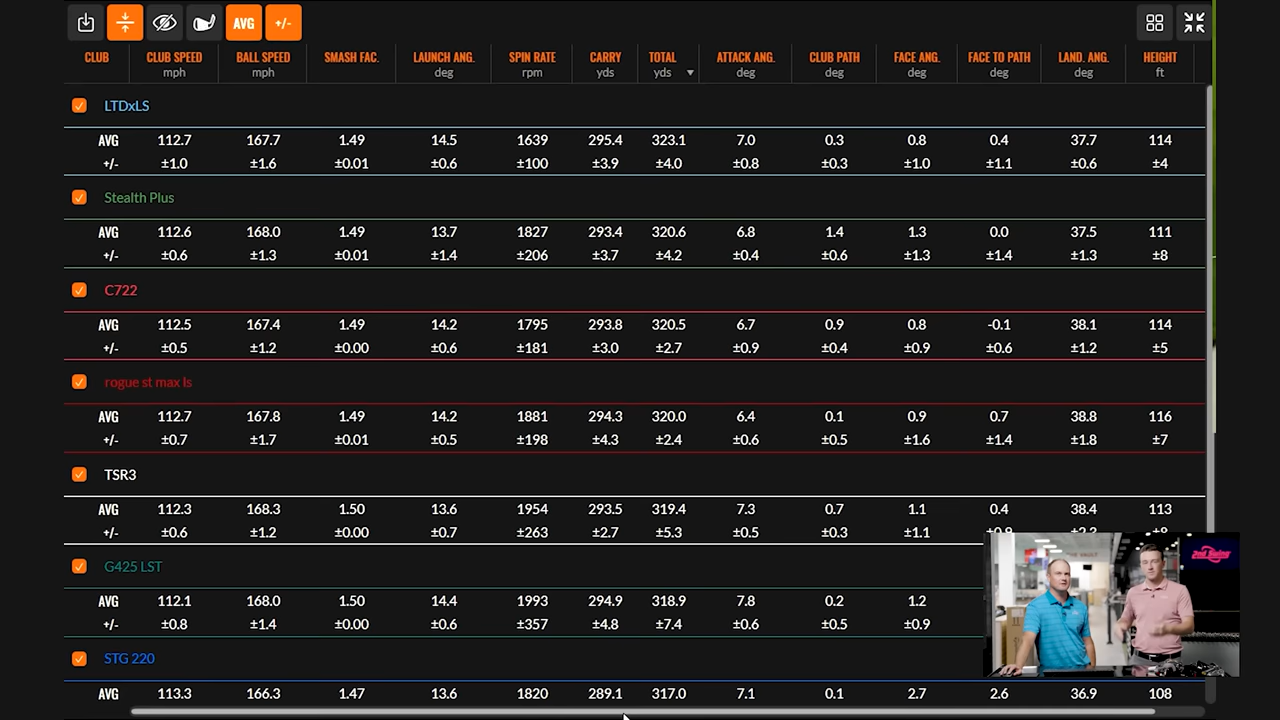 AVG +/-
CLUB CLUB SPEED BALL SPEED SMASH FAC. LAUNCH ANG. SPIN RATE CARRY TOTAL ATTACK ANG. CLUB PATH FACE ANG. FACE TO PATH LAND. ANG. HEIGHT
mph mph deg rpm yds yds deg deg deg deg deg ft
LTDxLS
AVG 112.7 167.7 1.49 14.5 1639 295.4 323.1 7.0 0.3 0.8 0.4 37.7 114
+/- ±1.0 ±1.6 ±0.01 ±0.6 ±100 ±3.9 ±4.0 ±0.8 ±0.3 ±1.0 ±1.1 ±0.6 ±4
Stealth Plus
AVG 112.6 168.0 1.49 13.7 1827 293.4 320.6 6.8 1.4 1.3 0.0 37.5 111
+/- ±0.6 ±1.3 ±0.01 ±1.4 ±206 ±3.7 ±4.2 ±0.4 ±0.6 ±1.3 ±1.4 ±1.3 ±8
C722
AVG 112.5 167.4 1.49 14.2 1795 293.8 320.5 6.7 0.9 0.8 -0.1 38.1 114
+/- ±0.5 ±1.2 ±0.00 ±0.6 ±181 ±3.0 ±2.7 ±0.9 ±0.4 ±0.9 ±0.6 ±1.2 ±5
rogue st max ls
AVG 112.7 167.8 1.49 14.2 1881 294.3 320.0 6.4 0.1 0.9 0.7 38.8 116
+/- ±0.7 ±1.7 ±0.01 ±0.5 ±198 ±4.3 ±2.4 ±0.6 ±0.5 ±1.6 ±1.4 ±1.8 ±7
TSR3
AVG 112.3 168.3 1.50 13.6 1954 293.5 319.4 7.3 0.7 1.1 0.4 38.4 113
+/- ±0.6 ±1.2 ±0.00 ±0.7 ±263 ±2.7 ±5.3 ±0.5 ±0.3 ±1.1
G425 LST
2nd Swing
AVG 112.1 168.0 1.50 14.4 1993 294.9 318.9 7.8 0.2 1.2
+/- ±0.8 ±1.4 ±0.00 ±0.6 ±357 ±4.8 ±7.4 ±0.6 ±0.5 ±0.9
STG 220
AVG 113.3 166.3 1.47 13.6 1820 289.1 317.0 7.1 0.1 2.7 2.6 36.9 108